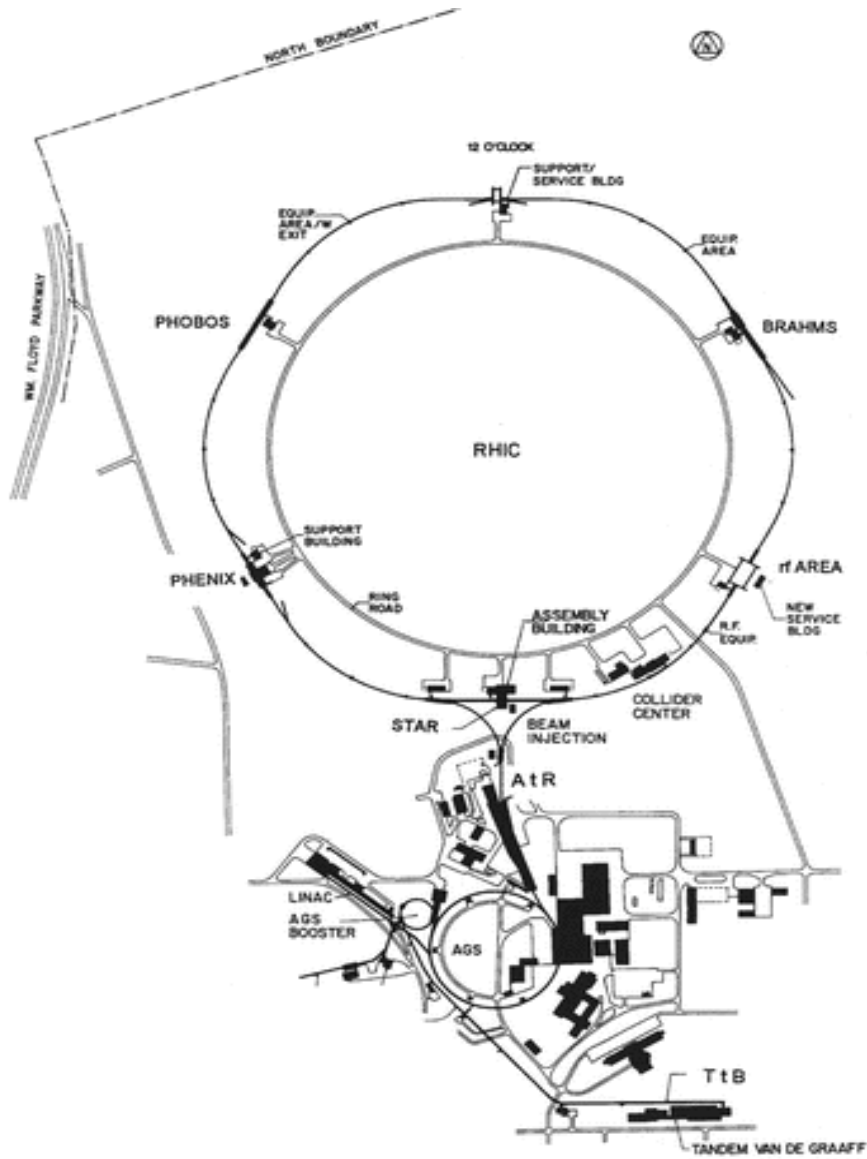 NORTH BOUNDARY
N
12 O'CLOCK
SUPPORT/
SERVICE BLDG
EQUIP.
AREA/W
EXIT
EQUIP.
AREA
WM. FLOYD PARKWAY
PHOBOS
BRAHMS
RHIC
SUPPORT
BUILDING
PHENIX
rf AREA
RING
ROAD
ASSEMBLY
BUILDING
NEW
SERVICE
BLDG
R.F.
EQUIP.
COLLIDER
CENTER
STAR
BEAM
INJECTION
AtR
LINAC
AGS
BOOSTER
AGS
TtB
TANDEM VAN DE GRAAFF